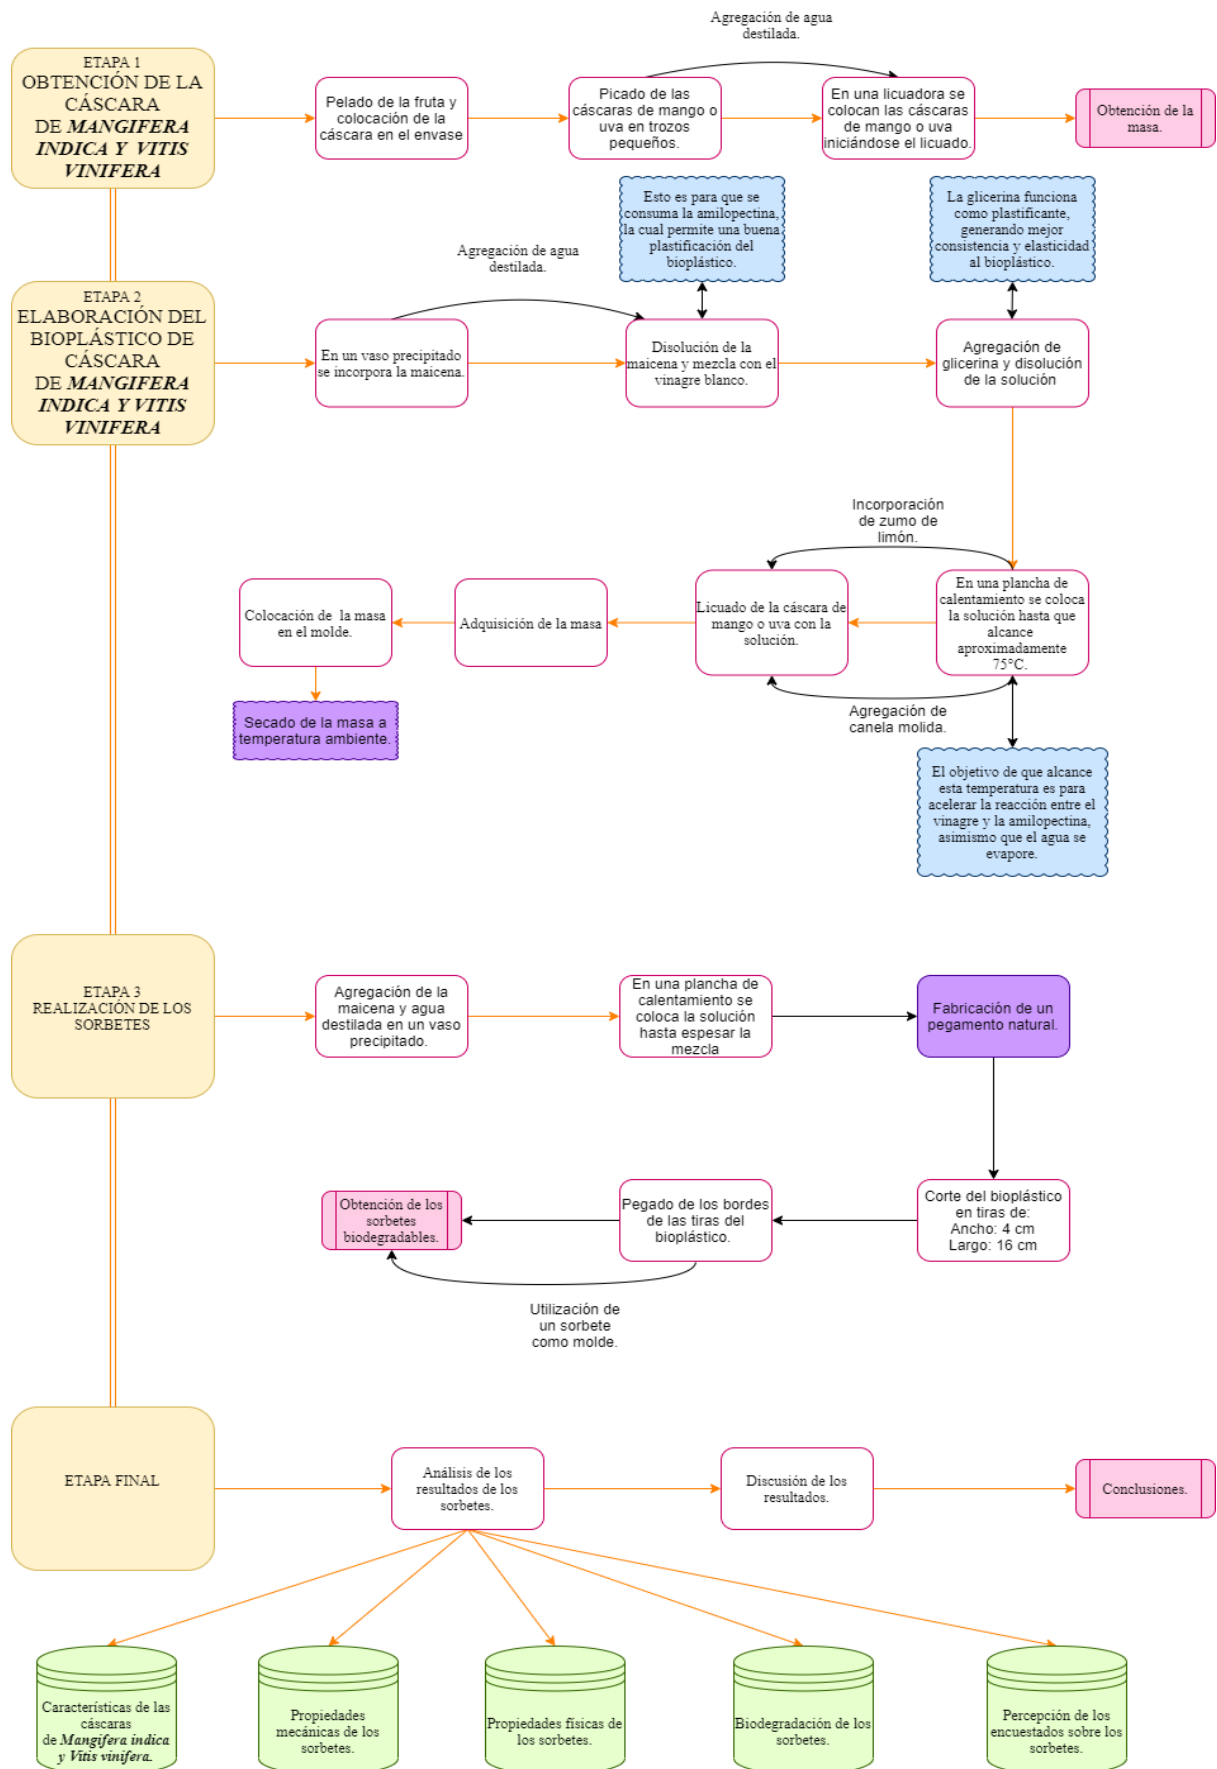 Agregación de agua
destilada.
ETAPA 1
OBTENCIÓN DE LA
CÁSCARA
DE MANGIFERA
INDICA Y VITIS
VINIFERA
Pelado de la fruta y
colocación de la
cáscara en el envase
Picado de las
cáscaras de mango o
uva en trozos
pequeños.
En una licuadora se
colocan las cáscaras
de mango o uva
iniciándose el licuado.
Obtención de la
masa.
Esto es para que se
consuma la amilopectina,
la cual permite una buena
plastificación del
bioplástico.
La glicerina funciona
como plastificante,
generando mejor
consistencia y elasticidad
al bioplástico.
Agregación de agua
destilada.
ETAPA 2
ELABORACIÓN DEL
BIOPLÁSTICO DE
CÁSCARA
DE MANGIFERA
INDICA Y VITIS
VINIFERA
En un vaso precipitado
se incorpora la maicena.
Disolución de la
maicena y mezcla con el
vinagre blanco.
Agregación de
glicerina y disolución
de la solución
Incorporación
de zumo de
limón.
En una plancha de
calentamiento se coloca
la solución hasta que
alcance
aproximadamente
75°C.
Licuado de la cáscara de
mango o uva con la
solución.
Adquisición de la masa
Colocación de la masa
en el molde.
Secado de la masa a
temperatura ambiente.
Agregación de
canela molida.
El objetivo de que alcance
esta temperatura es para
acelerar la reacción entre el
vinagre y la amilopectina,
asimismo que el agua se
evapore.
ETAPA 3
REALIZACIÓN DE LOS
SORBETES
Agregación de la
maicena y agua
destilada en un vaso
precipitado.
En una plancha de
calentamiento se
coloca la solución
hasta espesar la
mezcla
Fabricación de un
pegamento natural.
Corte del bioplástico
en tiras de:
Ancho: 4 cm
Largo: 16 cm
Pegado de los bordes
de las tiras del
bioplástico.
Obtención de los
sorbetes
biodegradables.
Utilización de
un sorbete
como molde.
ETAPA FINAL
Análisis de los
resultados de los
sorbetes.
Discusión de los
resultados.
Conclusiones.
Características de las
cáscaras
de Mangifera indica
y Vitis vinifera.
Propiedades
mecánicas de los
sorbetes.
Propiedades físicas de
los sorbetes.
Biodegradación de los
sorbetes.
Percepción de los
encuestados sobre los
sorbetes.